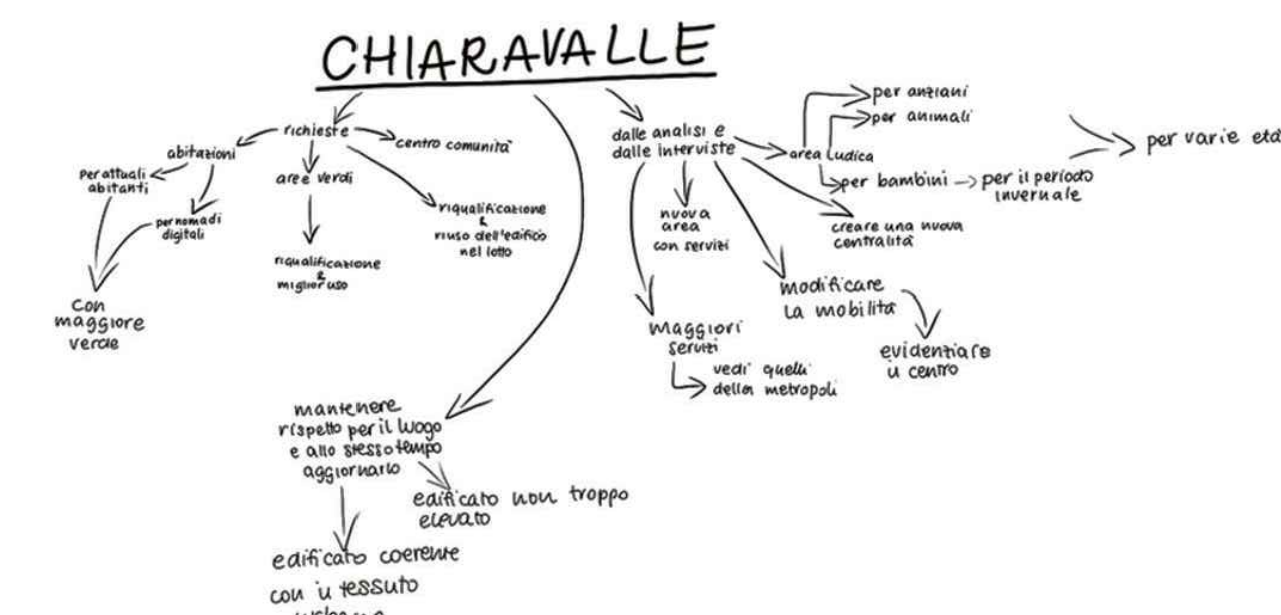 CHIARAVALLE
richieste
abitazioni
Per attuali
abitanti
per nomadi
digitali
Con
maggiore
verde
aree verdi
riqualificazione
&
miglior uso
centro comunità
riqualificazione
&
riuso dell'edificio
nel lotto
mantenere
rispetto per il luogo
e allo stesso tempo
aggiornarlo
edificato non troppo
elevato
edificato coerente
con il tessuto
dalle analisi e
dalle interviste
area ludica
per anziani
per animali
per bambini
per il periodo
invernale
per varie età
creare una nuova
centralità
nuova
area
con servizi
modificare
la mobilità
evidenziare
il centro
maggiori
servizi
vedi quelli
della metropoli